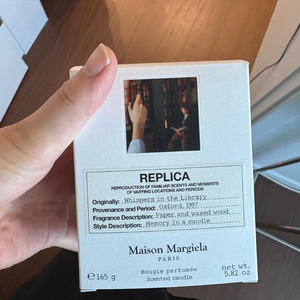 REPLICA
REPRODUCTION OF FAMILIAR SCENTS AND MOMENTS
OF VARYING LOCATIONS AND PERIODS
Originally: Whispers in the Library
Provenance and Period: Oxford 1997
Fragrance Description: Paper and waxed wood
Style Description: Memory in a candle
Maison Margiela
PARIS
℮ 165 g
Bougie parfumée
Scented candle
net wt.
5.82 oz